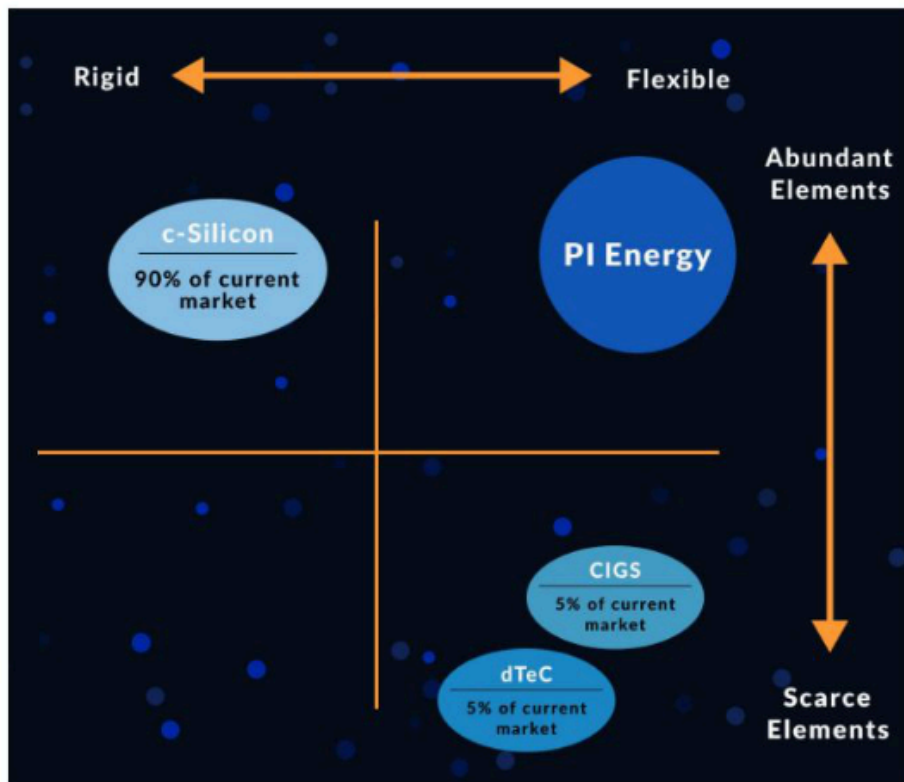 Rigid
Flexible
Abundant
Elements
c-Silicon
90% of current
market
PI Energy
CIGS
5% of current
market
dTeC
5% of current
market
Scarce
Elements